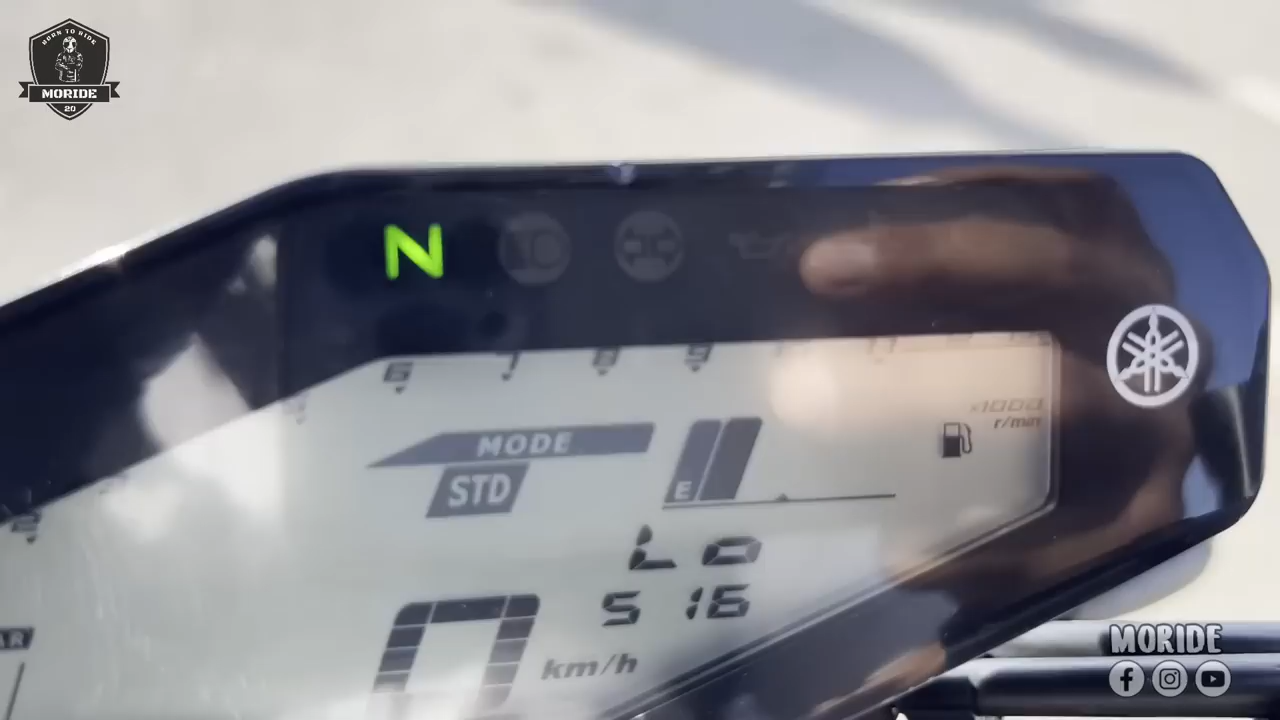 BORN TO RIDE
MORIDE
20
N
6 7 8 9
x1000
r/min
MODE
STD
E
2
Lo
5 16
0 km/h
MORIDE